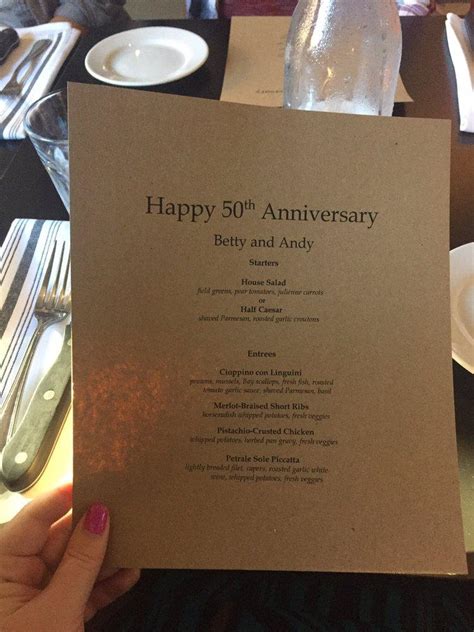 Happy 50th Anniversary
Betty and Andy
Starters
House Salad
field greens, pear tomatoes, julienne carrots
or
Half Caesar
shaved Parmesan, roasted garlic croutons
Entrees
Cioppino con Linguini
prawns, mussels, Bay scallops, fresh fish, roasted
tomato garlic sauce, shaved Parmesan, basil
Merlot-Braised Short Ribs
horseradish whipped potatoes, fresh veggies
Pistachio-Crusted Chicken
whipped potatoes, herbed pan gravy, fresh veggies
Petrale Sole Piccatta
lightly breaded filet, capers, roasted garlic white
wine, whipped potatoes, fresh veggies